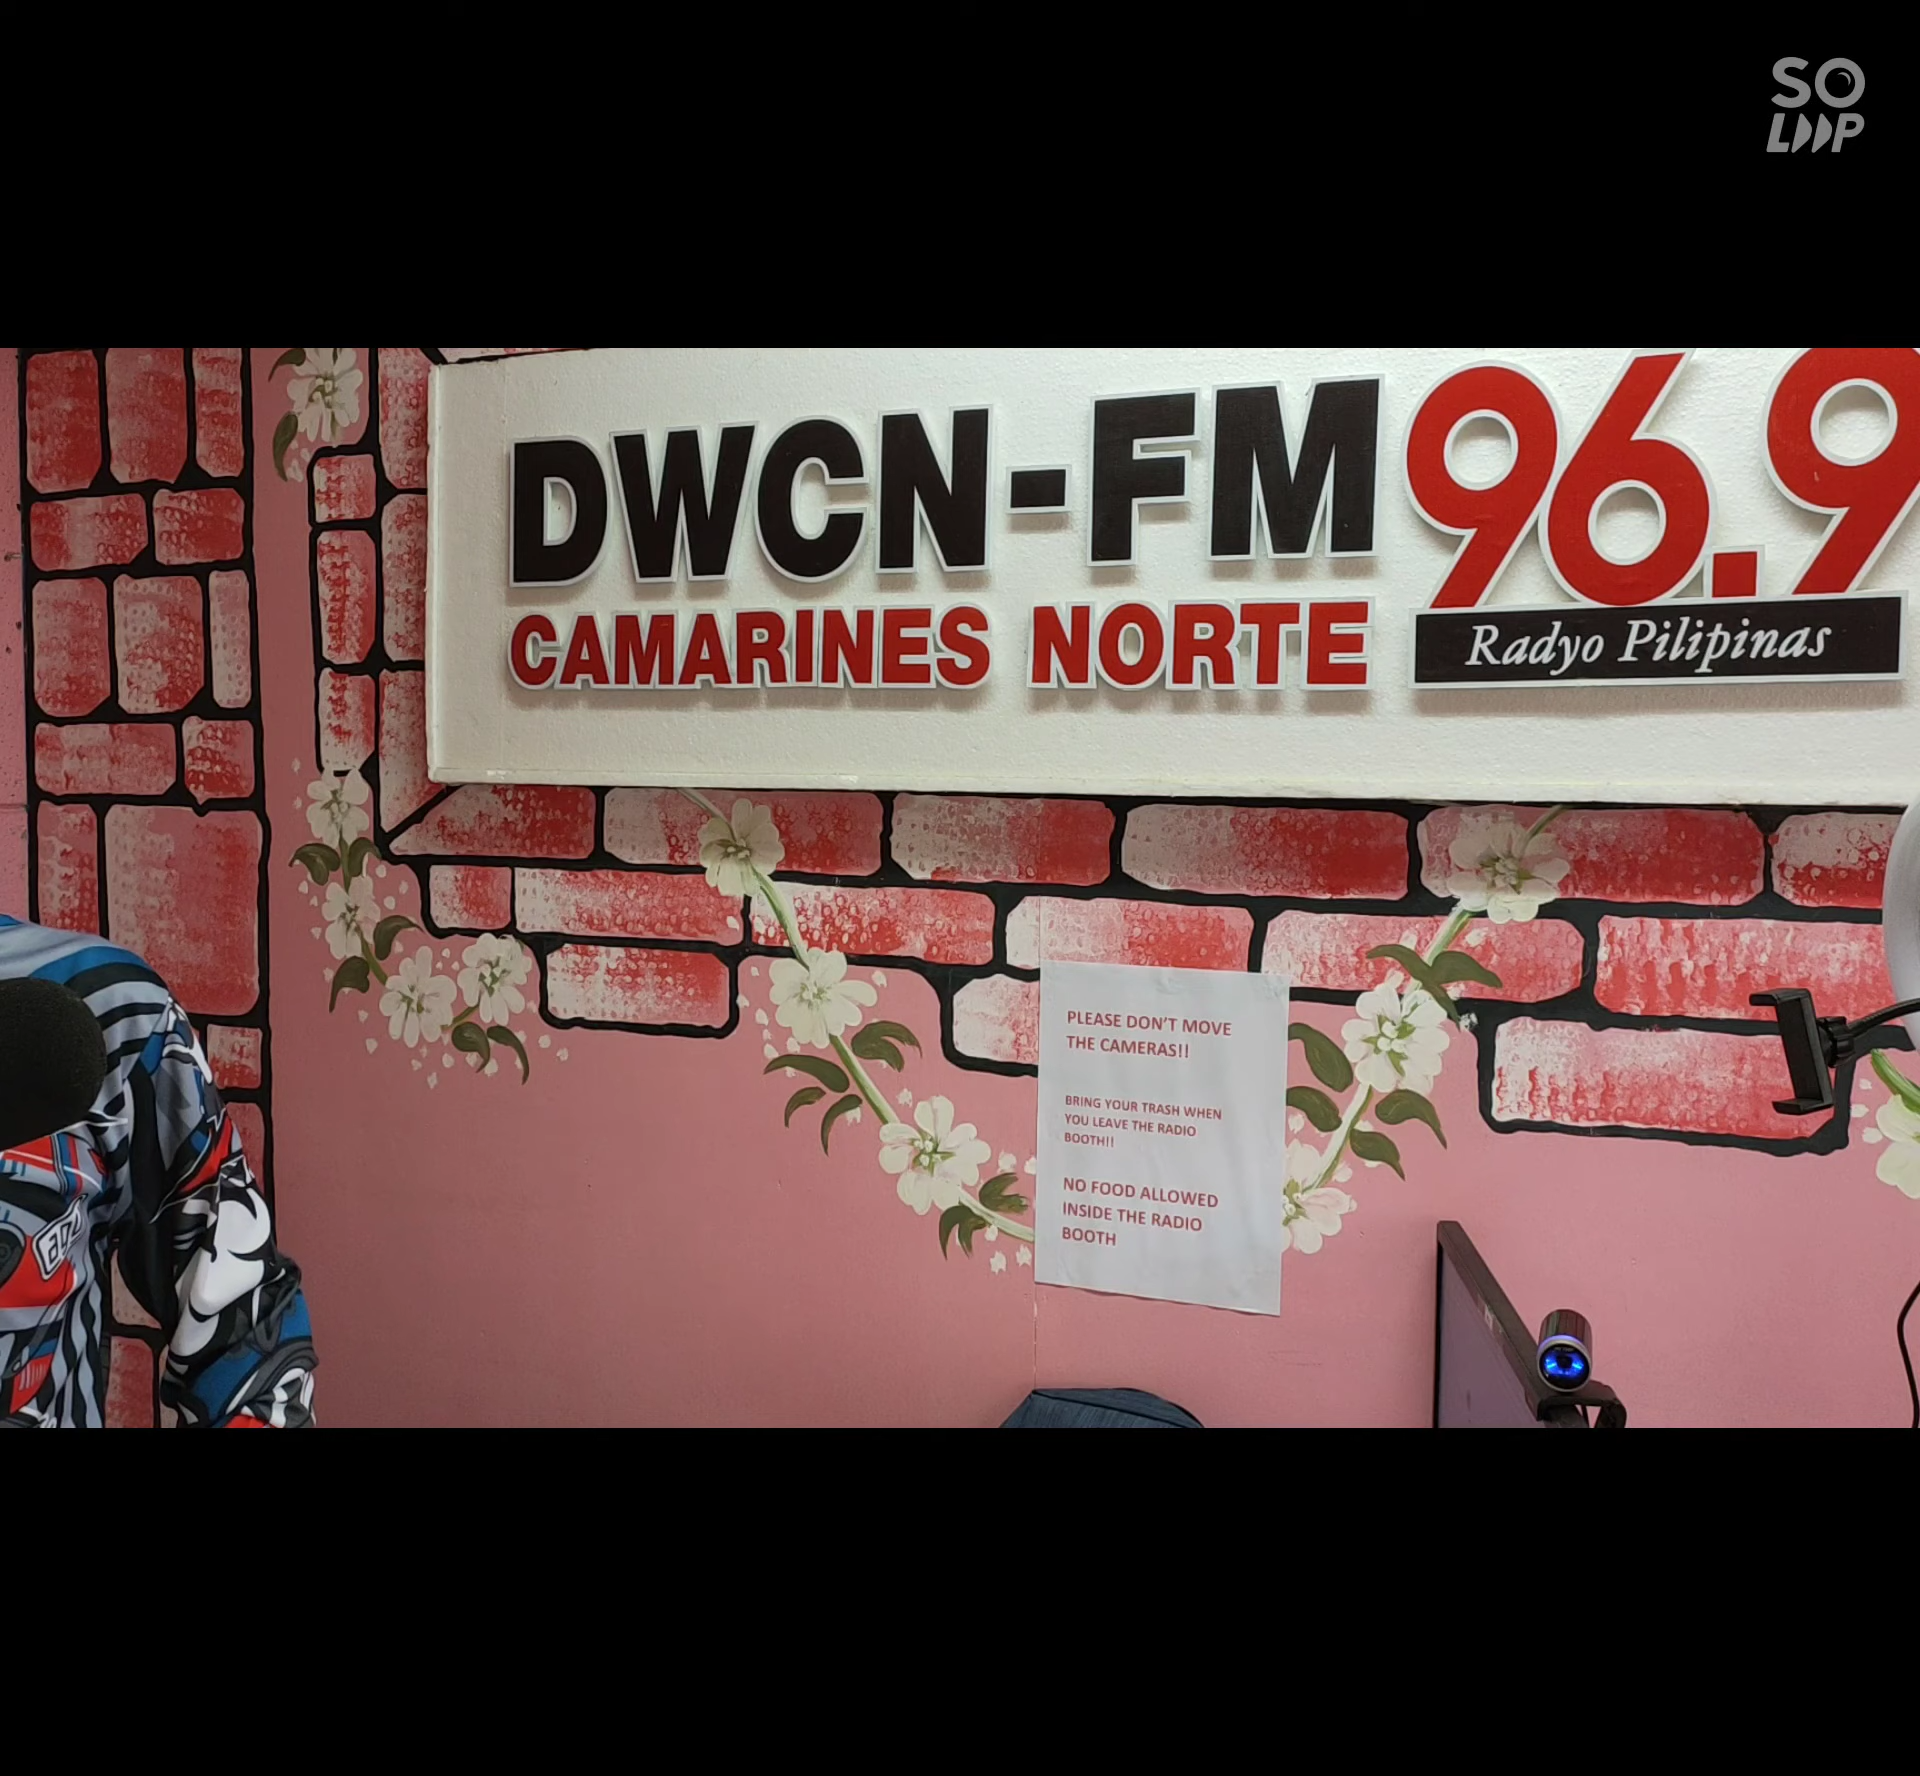 SO
LOOP
DWCN-FM 96.9
CAMARINES NORTE
Radyo Pilipinas
PLEASE DON'T MOVE
THE CAMERAS!!
BRING YOUR TRASH WHEN
YOU LEAVE THE RADIO
BOOTH!!
NO FOOD ALLOWED
INSIDE THE RADIO
BOOTH